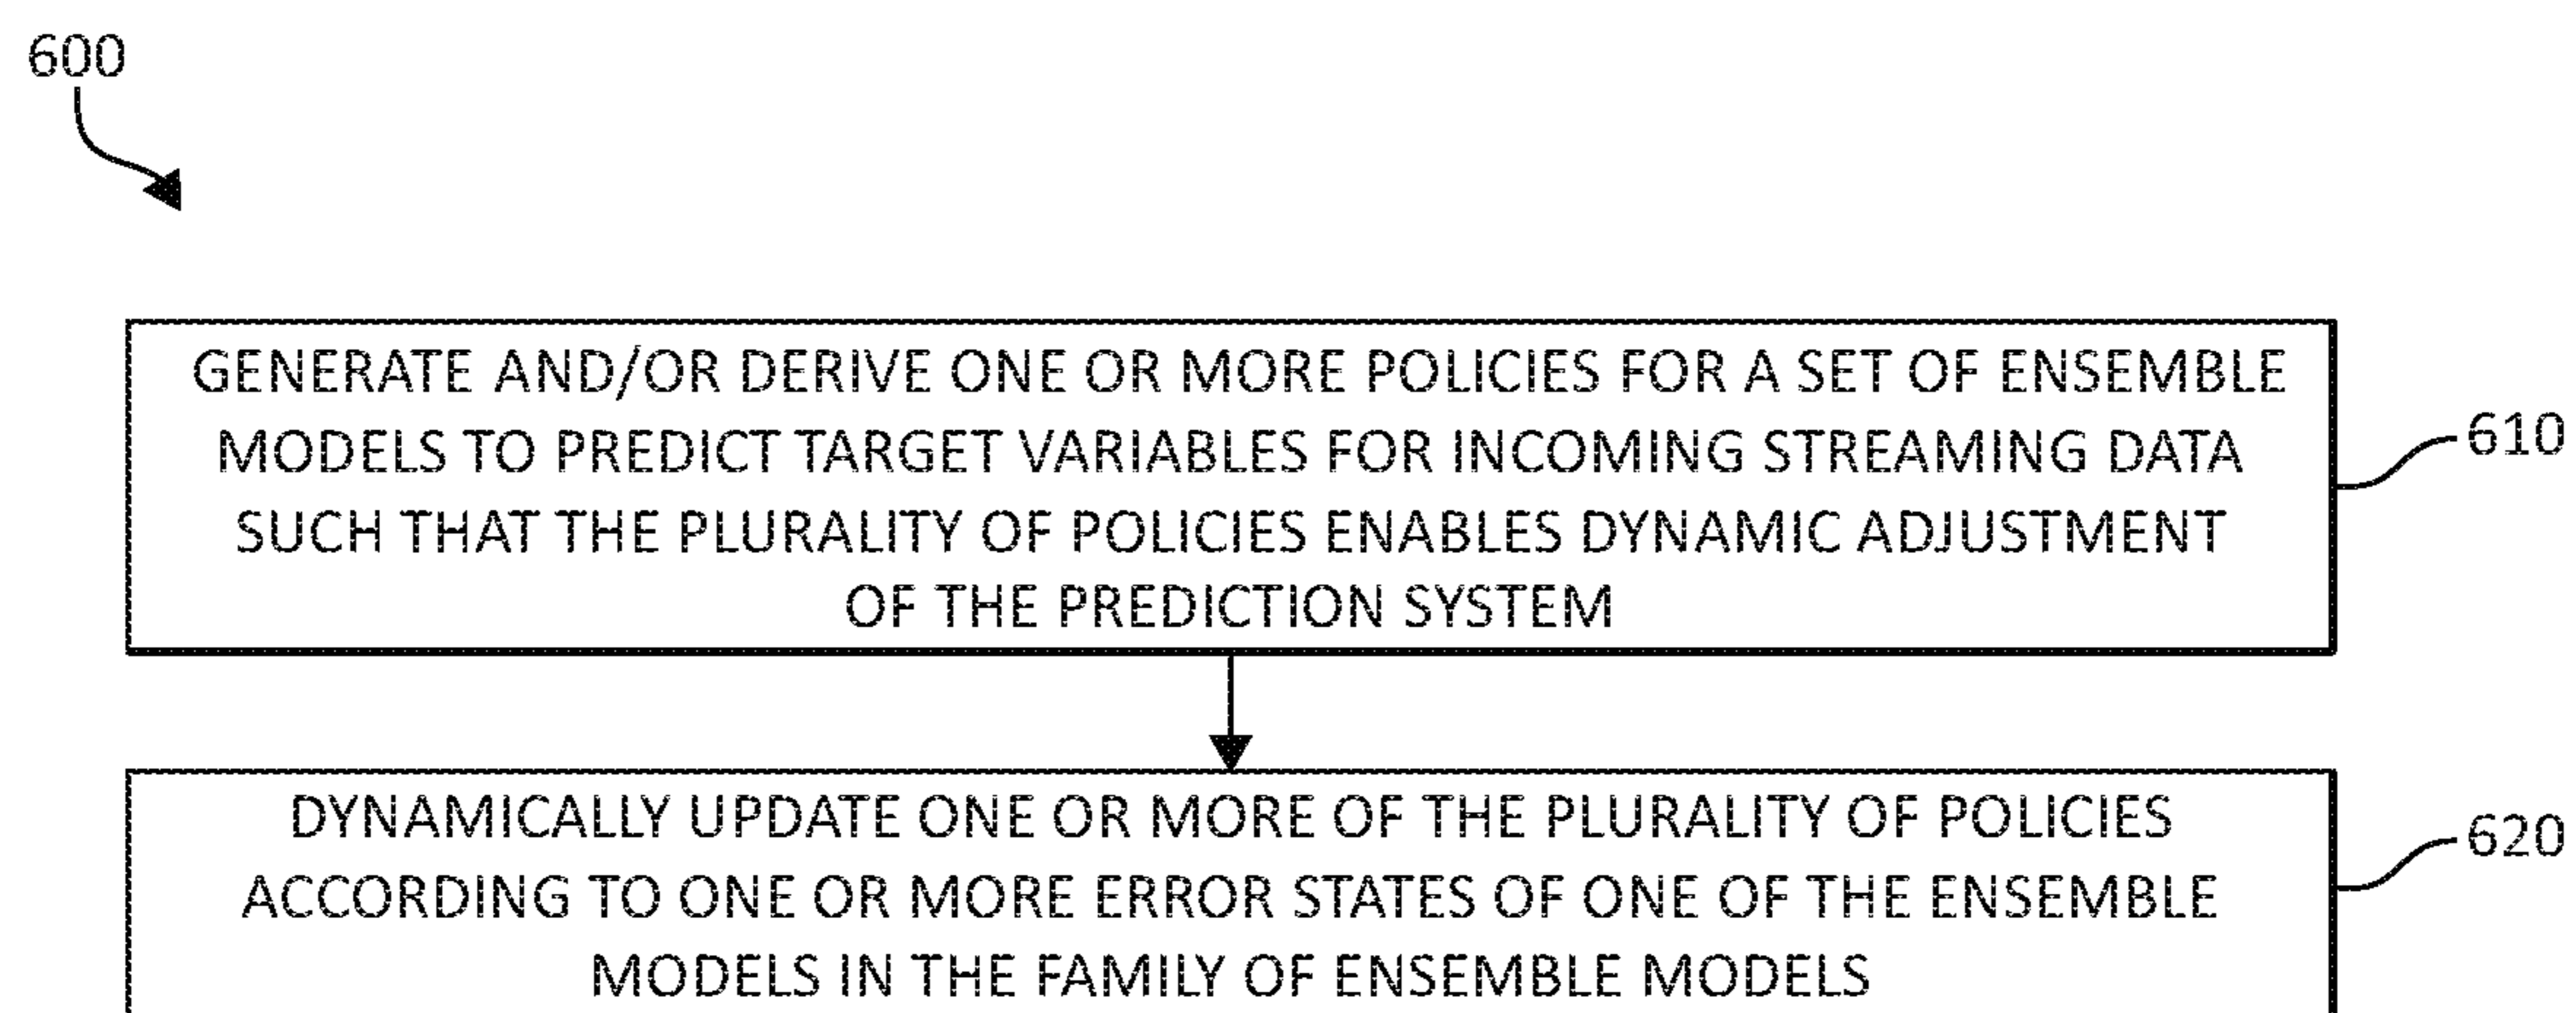 600
GENERATE AND/OR DERIVE ONE OR MORE POLICIES FOR A SET OF ENSEMBLE
MODELS TO PREDICT TARGET VARIABLES FOR INCOMING STREAMING DATA
SUCH THAT THE PLURALITY OF POLICIES ENABLES DYNAMIC ADJUSTMENT
OF THE PREDICTION SYSTEM
610
DYNAMICALLY UPDATE ONE OR MORE OF THE PLURALITY OF POLICIES
ACCORDING TO ONE OR MORE ERROR STATES OF ONE OF THE ENSEMBLE
MODELS IN THE FAMILY OF ENSEMBLE MODELS
620